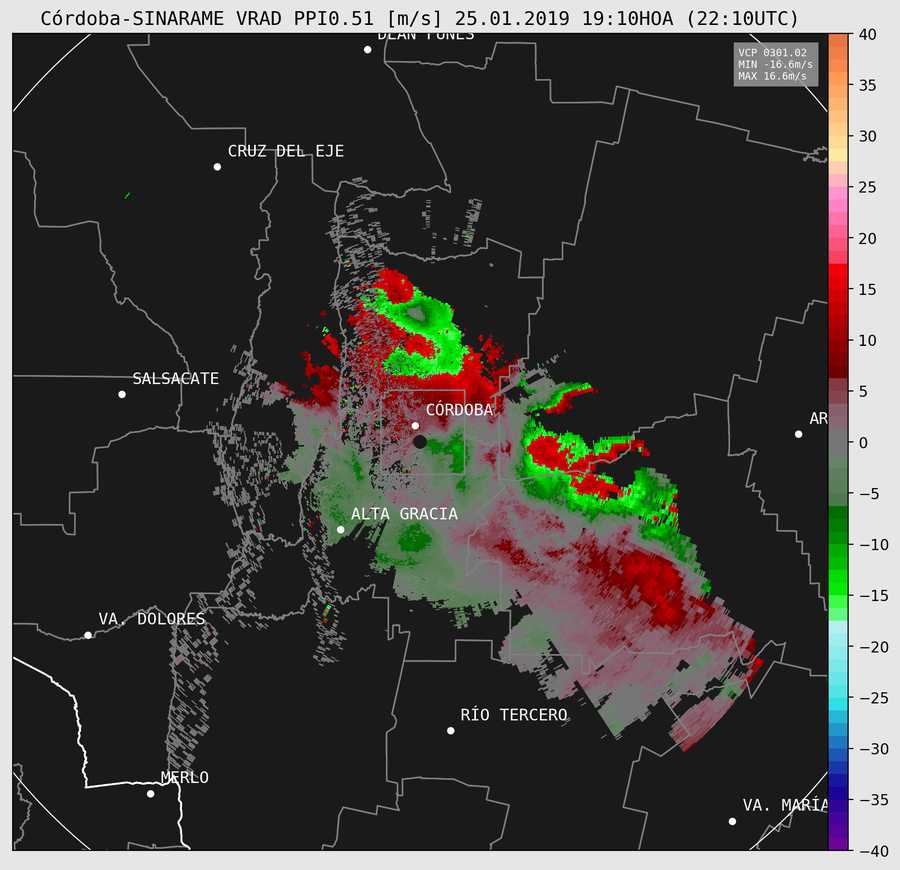 Córdoba-SINARAME VRAD PPI0.51 [m/s] 25.01.2019 19:10HOA (22:10UTC)
DEÁN FUNES
VCP 0301.02
MIN -16.6m/s
MAX 16.6m/s
CRUZ DEL EJE
SALSACATE
CÓRDOBA
AR
ALTA GRACIA
VA. DOLORES
RÍO TERCERO
MERLO
VA. MARÍA
40
35
30
25
20
15
10
5
0
−5
−10
−15
−20
−25
−30
−35
−40